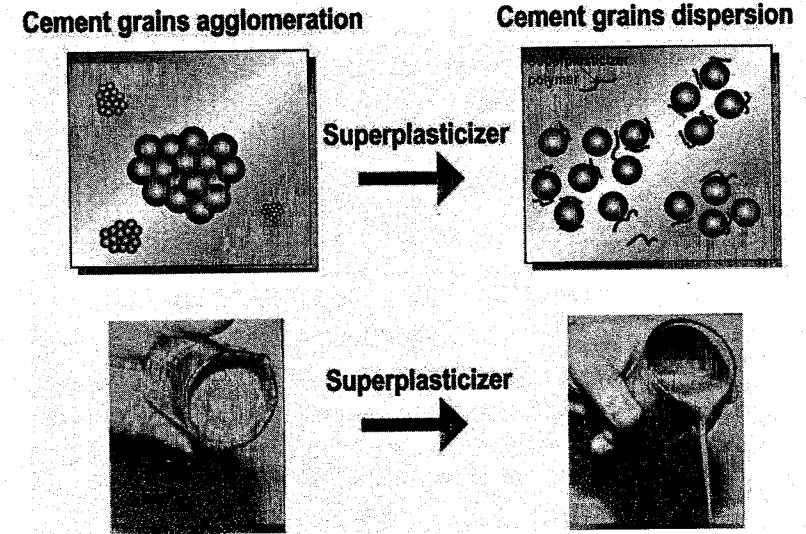 Cement grains agglomeration
Cement grains dispersion
Superplasticizer
polymer
Superplasticizer
Superplasticizer